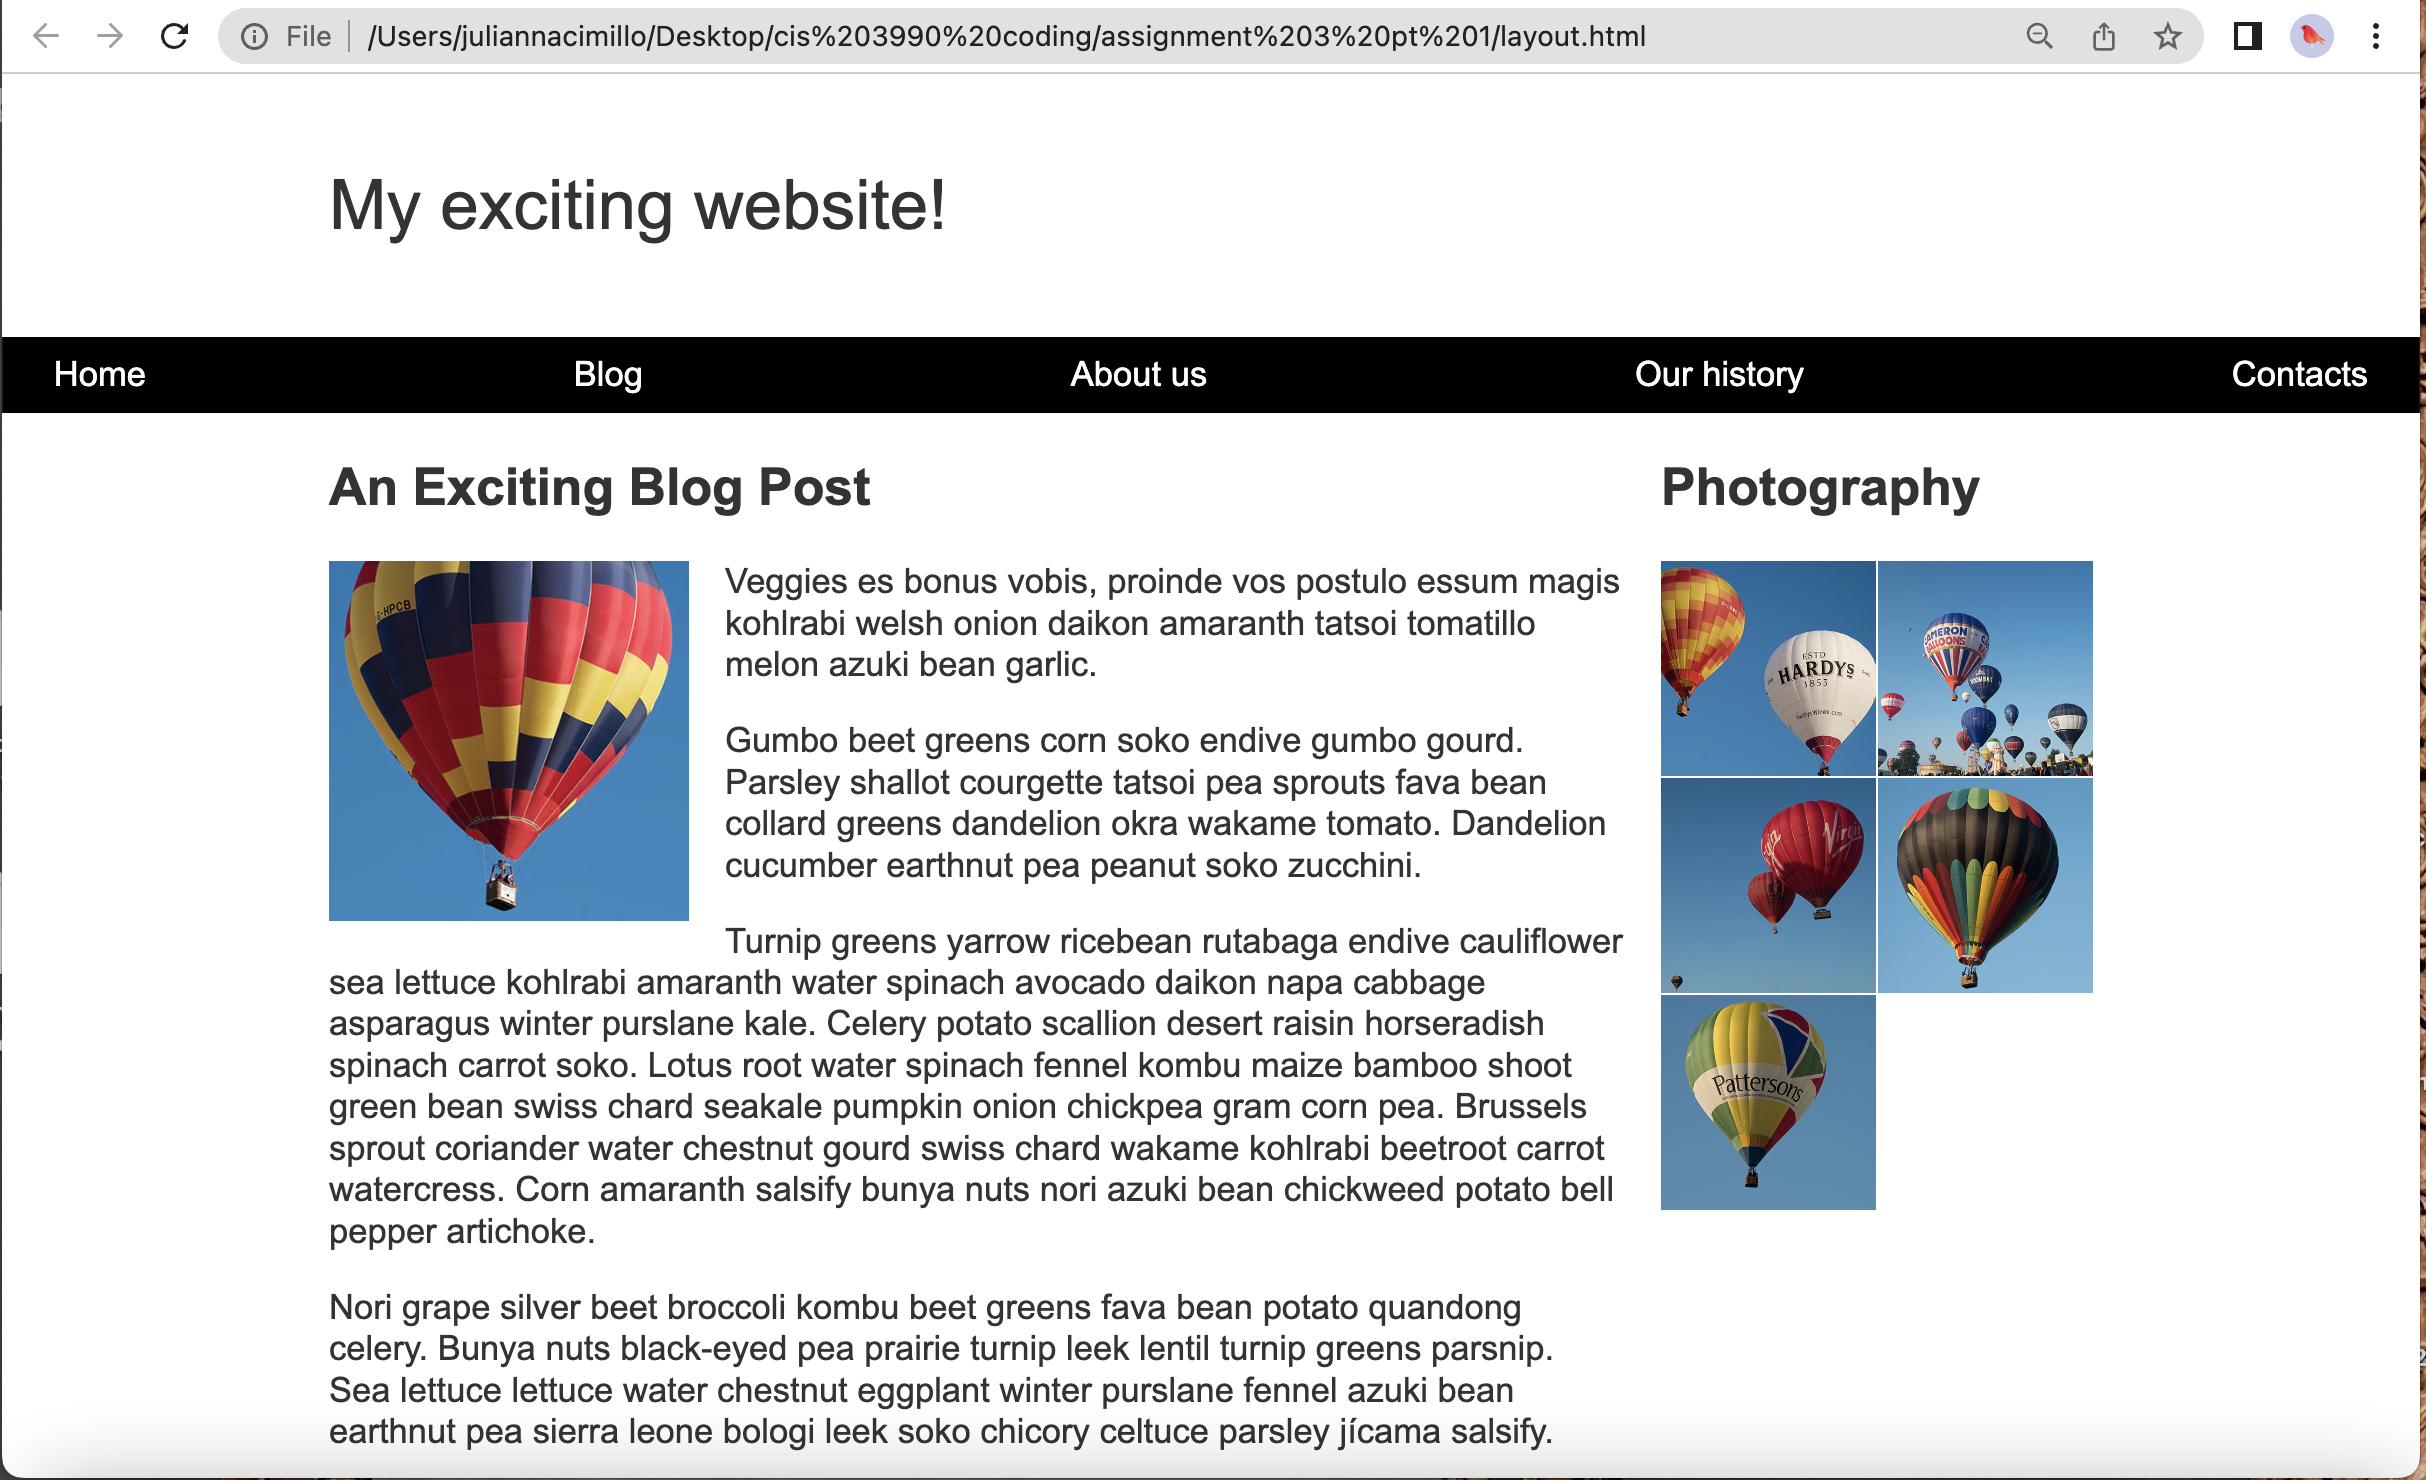 File /Users/juliannacimillo/Desktop/cis%203990%20coding/assignment%203%20pt%201/layout.html
My exciting website!
Home Blog About us Our history Contacts
An Exciting Blog Post
G-HPCB
Veggies es bonus vobis, proinde vos postulo essum magis
kohlrabi welsh onion daikon amaranth tatsoi tomatillo
melon azuki bean garlic.
Gumbo beet greens corn soko endive gumbo gourd.
Parsley shallot courgette tatsoi pea sprouts fava bean
collard greens dandelion okra wakame tomato. Dandelion
cucumber earthnut pea peanut soko zucchini.
Turnip greens yarrow ricebean rutabaga endive cauliflower
sea lettuce kohlrabi amaranth water spinach avocado daikon napa cabbage
asparagus winter purslane kale. Celery potato scallion desert raisin horseradish
spinach carrot soko. Lotus root water spinach fennel kombu maize bamboo shoot
green bean swiss chard seakale pumpkin onion chickpea gram corn pea. Brussels
sprout coriander water chestnut gourd swiss chard wakame kohlrabi beetroot carrot
watercress. Corn amaranth salsify bunya nuts nori azuki bean chickweed potato bell
pepper artichoke.
Nori grape silver beet broccoli kombu beet greens fava bean potato quandong
celery. Bunya nuts black-eyed pea prairie turnip leek lentil turnip greens parsnip.
Sea lettuce lettuce water chestnut eggplant winter purslane fennel azuki bean
earthnut pea sierra leone bologi leek soko chicory celtuce parsley jícama salsify.
Photography
ESTD
HARDYS
1853
HardysWines.com
CAMERON
BALLOONS
Virgin
Pattersons